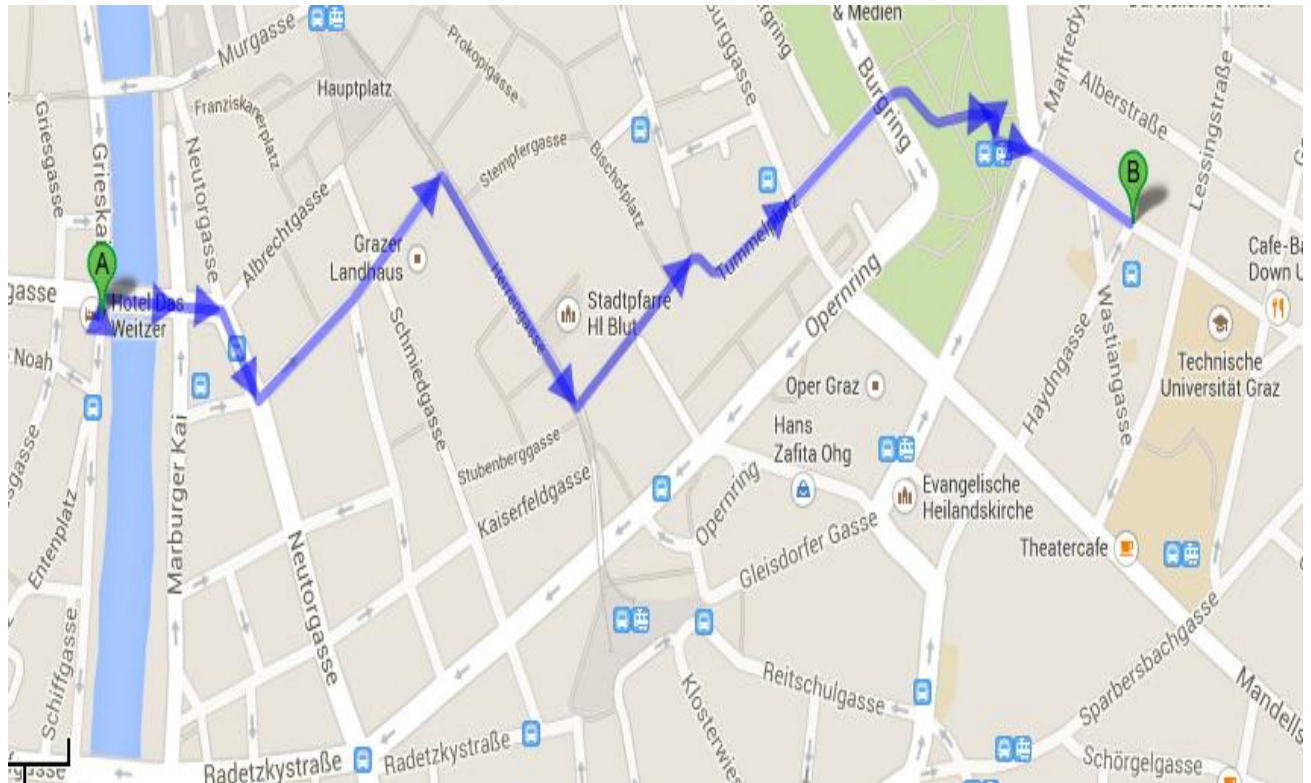 & Medien
Murgasse
Prokopigasse
Burggasse
Burgring
Burgring
Maiffredyg
Alberstraße
Lessingstraße
Hauptplatz
Franziskanerplatz
Griesgasse
Grieskai
Neutorgasse
Stempfergasse
Bischofplatz
Albrechtgasse
B
A
gasse
Hotel Das
Weitzer
Grazer
Landhaus
Herrengasse
Stadtpfarre
Hl Blut
Tummelplatz
Opernring
Cafe-Ba
Down U
Noah
Schmiedgasse
Haydngasse
Wastiangasse
Technische
Universität Graz
Oper Graz
Hans
Zafita Ohg
Marburger Kai
Stubenberggasse
Kaiserfeldgasse
Opernring
Evangelische
Heilandskirche
Entenplatz
Neutorgasse
Gleisdorfer Gasse
Theatercafe
Schiffgasse
Klosterwies
Reitschulgasse
Sparbersbachgasse
Mandells
Radetzkystraße
Radetzkystraße
Schörgelgasse